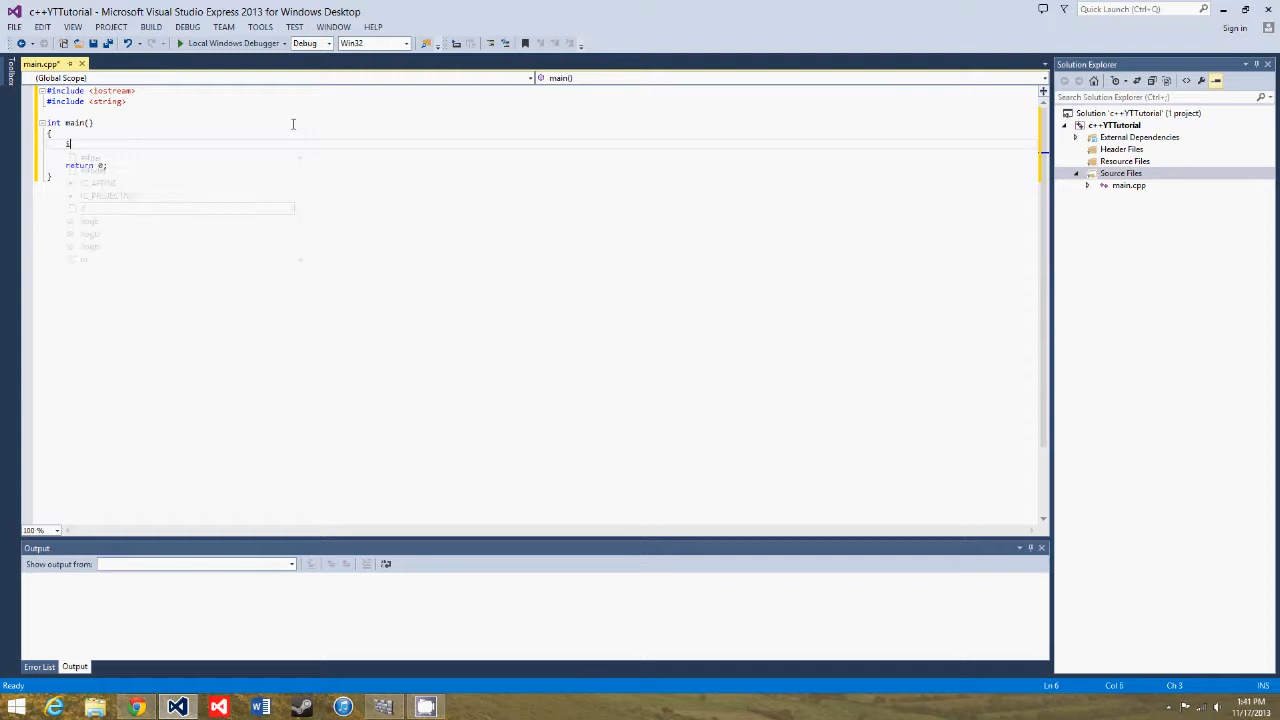 c++YTTutorial - Microsoft Visual Studio Express 2013 for Windows Desktop
Quick Launch (Ctrl+Q)
FILE EDIT VIEW PROJECT BUILD DEBUG TEAM TOOLS TEST WINDOW HELP
Sign in
Local Windows Debugger Debug Win32
Toolbox
main.cpp*
Solution Explorer
(Global Scope) main()
#include <iostream>
#include <string>
int main()
{
i
return 0;
}
Search Solution Explorer (Ctrl+;)
Solution 'c++YTTutorial' (1 project)
c++YTTutorial
External Dependencies
Header Files
Resource Files
Source Files
main.cpp
100 %
Output
Show output from:
Error List Output
Ready
Ln 6 Col 5 Ch 3 INS
1:41 PM
11/17/2013